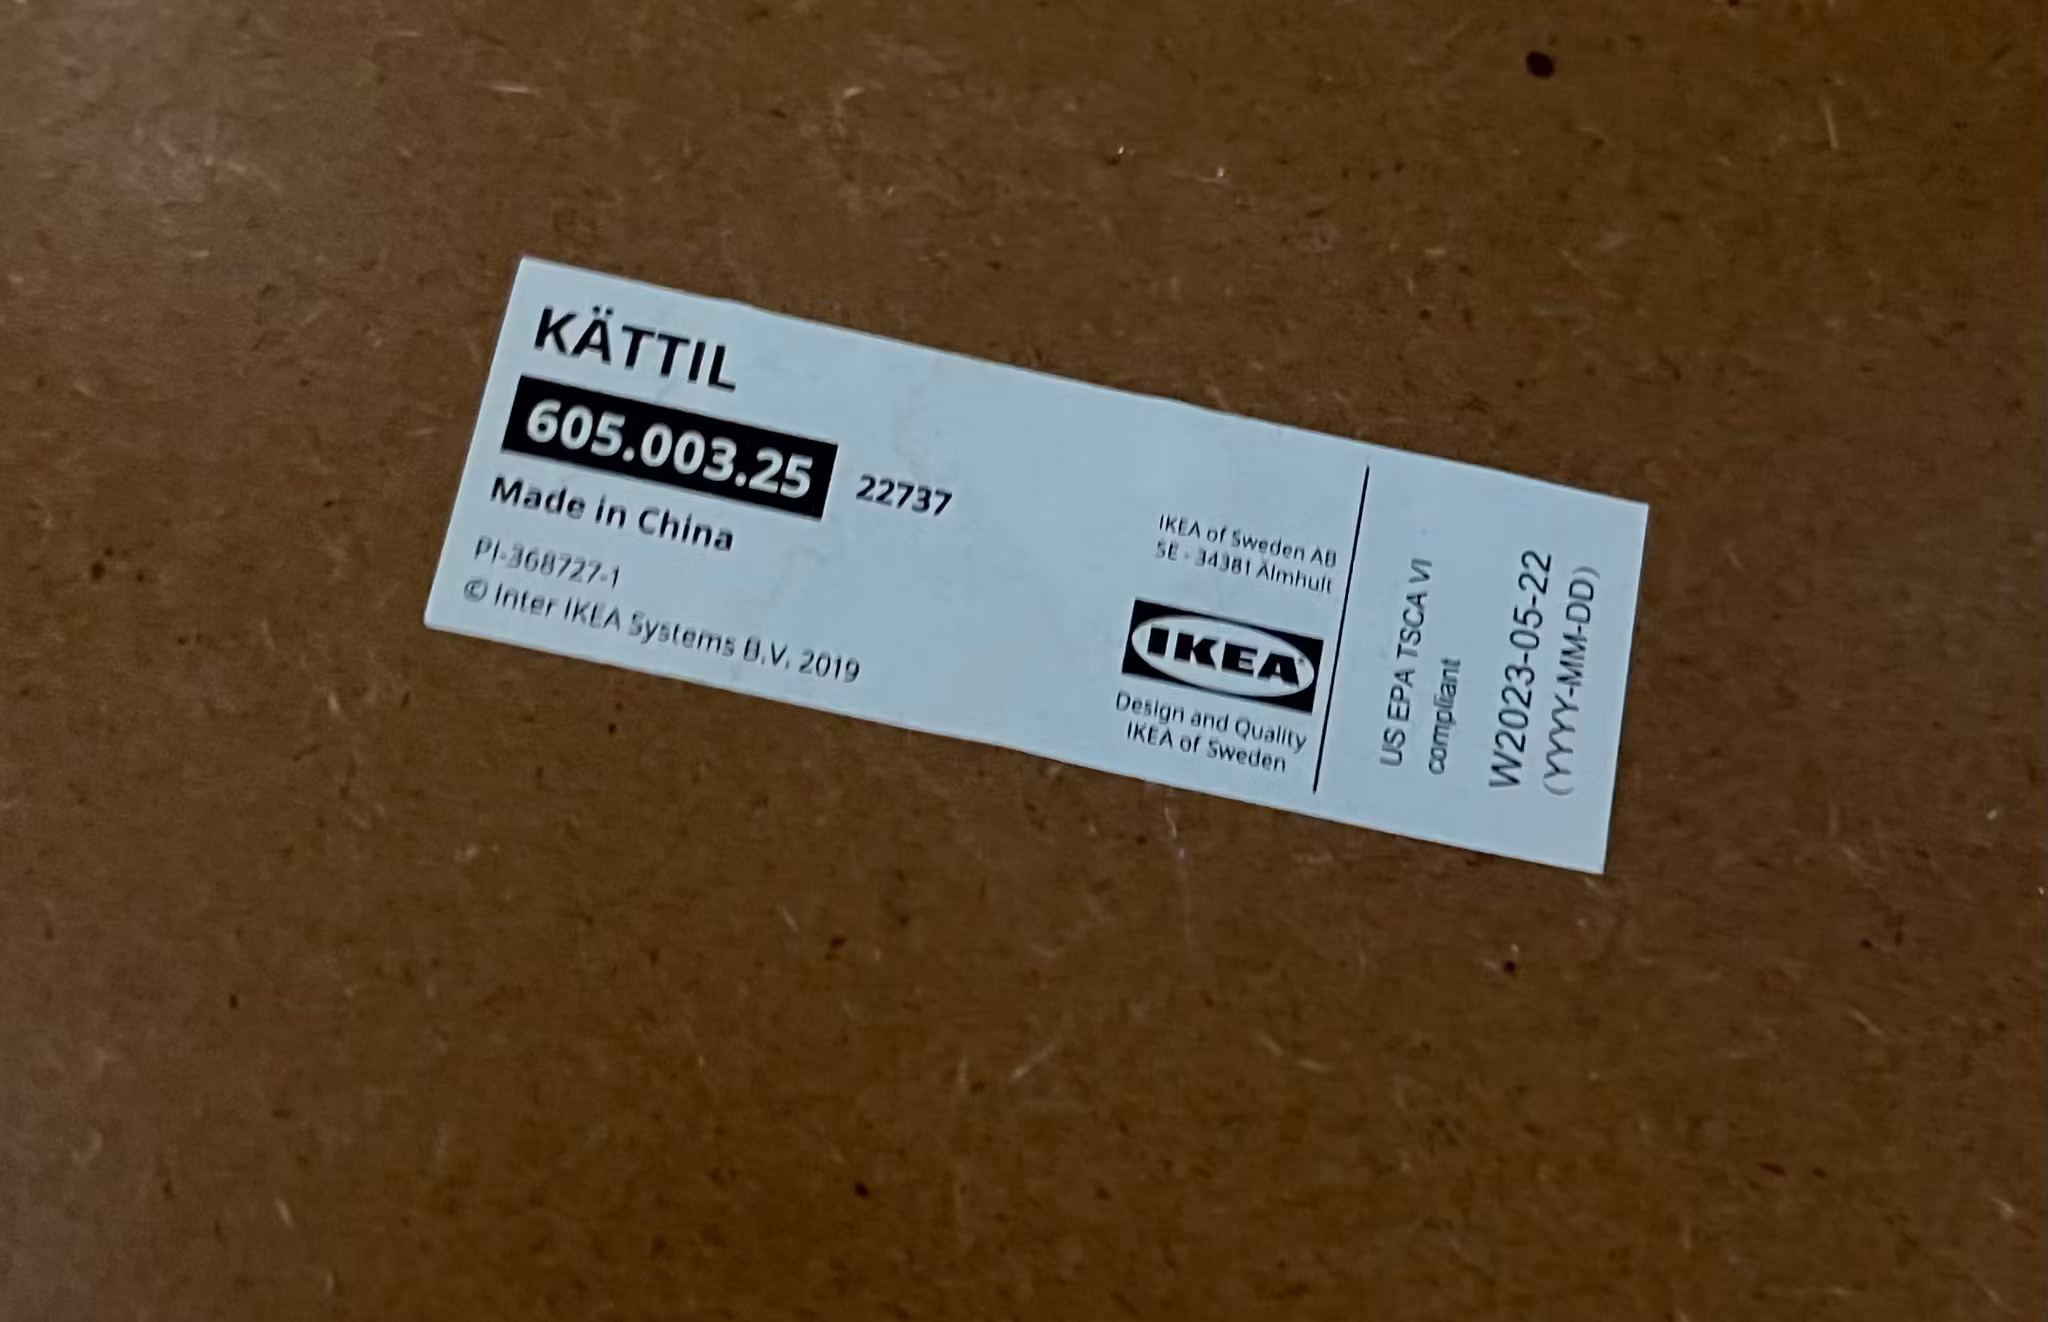 KÄTTIL
605.003.25
22737
Made in China
PI-368727-1
© Inter IKEA Systems B.V. 2019
IKEA of Sweden AB
SE - 34381 Älmhult
IKEA
Design and Quality
IKEA of Sweden
US EPA TSCA VI
compliant
W2023-05-22
(YYYY-MM-DD)